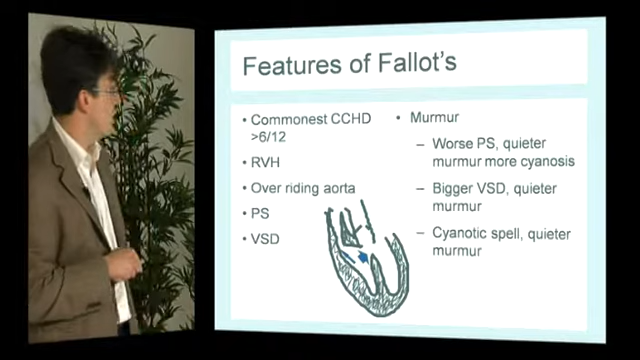 Features of Fallot's
• Commonest CCHD
>6/12
• RVH
• Over riding aorta
• PS
• VSD
• Murmur
– Worse PS, quieter
murmur more cyanosis
– Bigger VSD, quieter
murmur
– Cyanotic spell, quieter
murmur